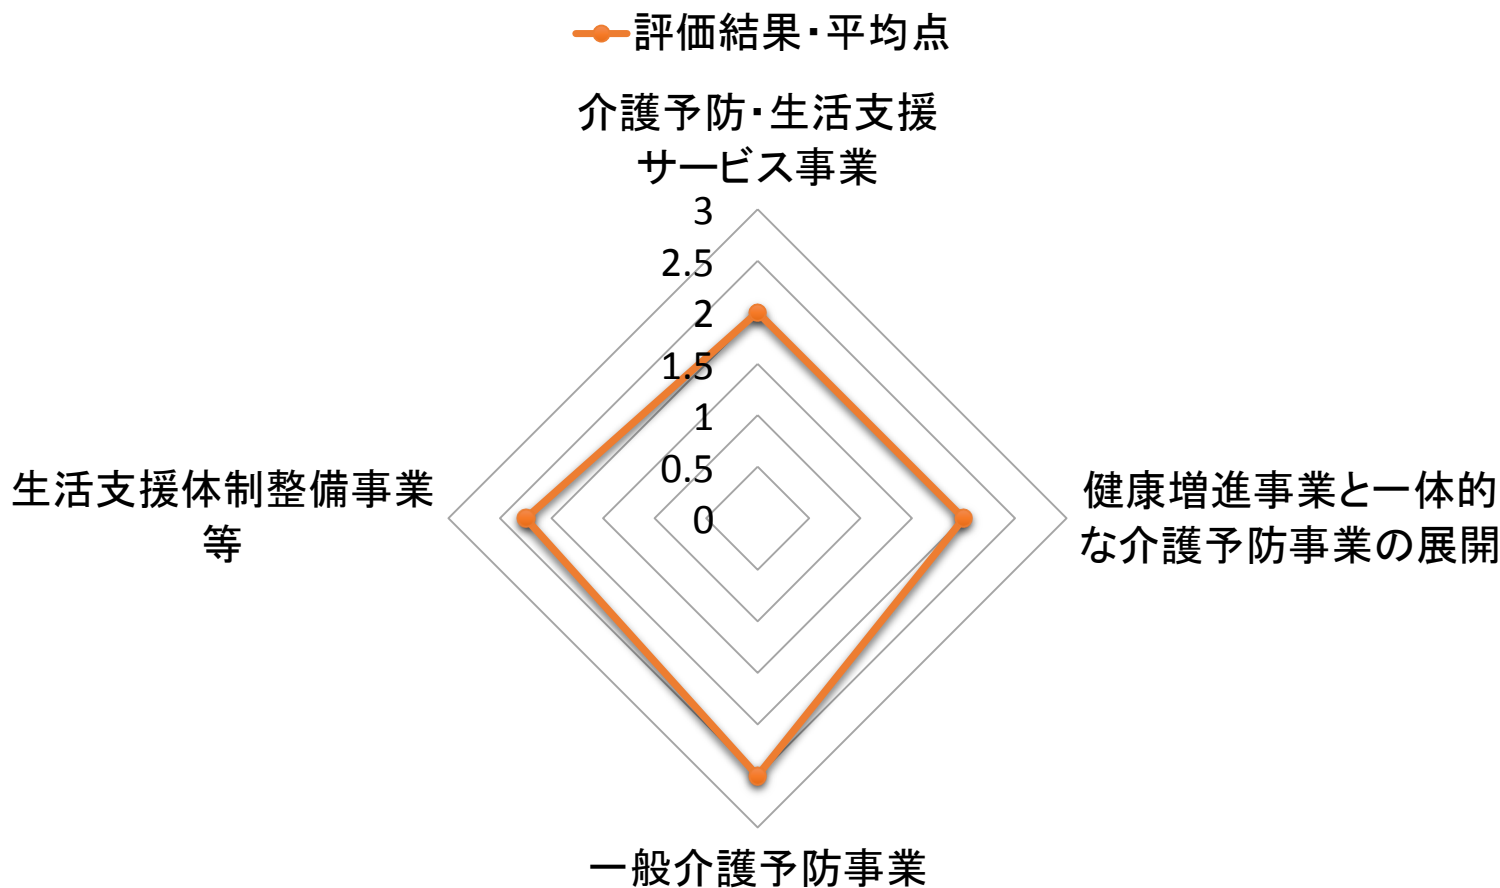 評価結果・平均点
介護予防・生活支援
サービス事業
3
2.5
2
1.5
1
0.5
0
生活支援体制整備事業
等
健康増進事業と一体的
な介護予防事業の展開
一般介護予防事業